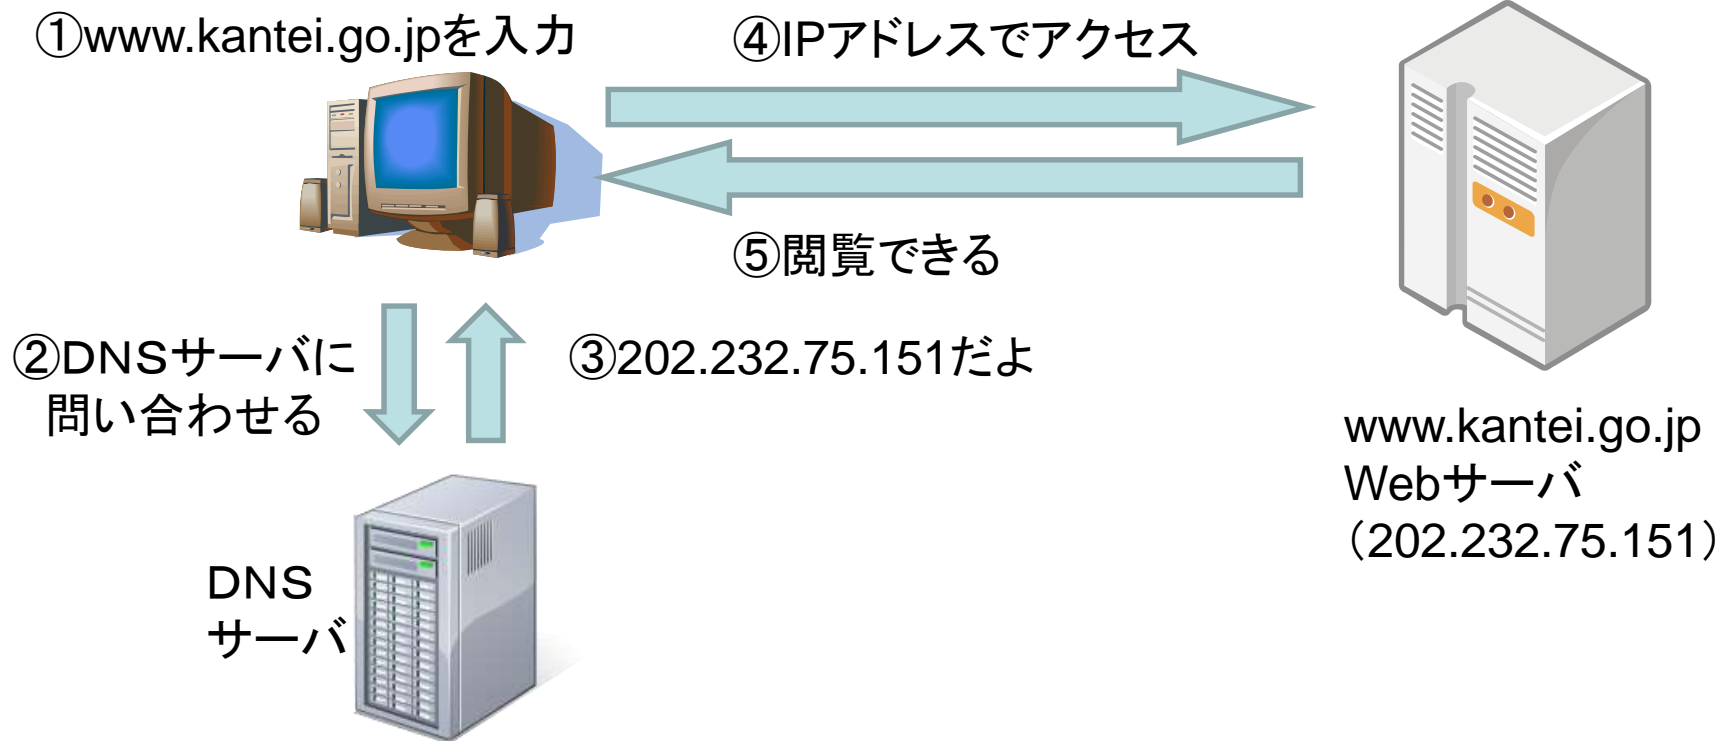 ①www.kantei.go.jpを入力
④IPアドレスでアクセス
⑤閲覧できる
②ＤＮＳサーバに
問い合わせる
③202.232.75.151だよ
www.kantei.go.jp
Webサーバ
（202.232.75.151）
ＤＮＳ
サーバ